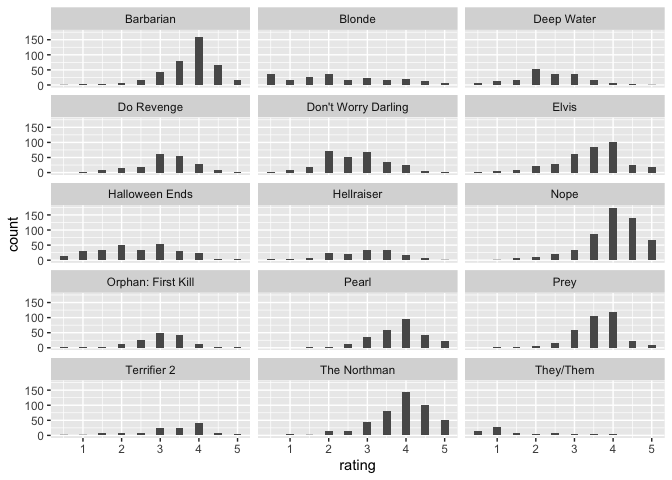 Barbarian Blonde Deep Water
150
100
50
0
Do Revenge Don't Worry Darling Elvis
150
100
50
0
Halloween Ends Hellraiser Nope
150
100
50
0
Orphan: First Kill Pearl Prey
150
100
50
0
Terrifier 2 The Northman They/Them
150
100
50
0
1 2 3 4 5 1 2 3 4 5 1 2 3 4 5
rating
count